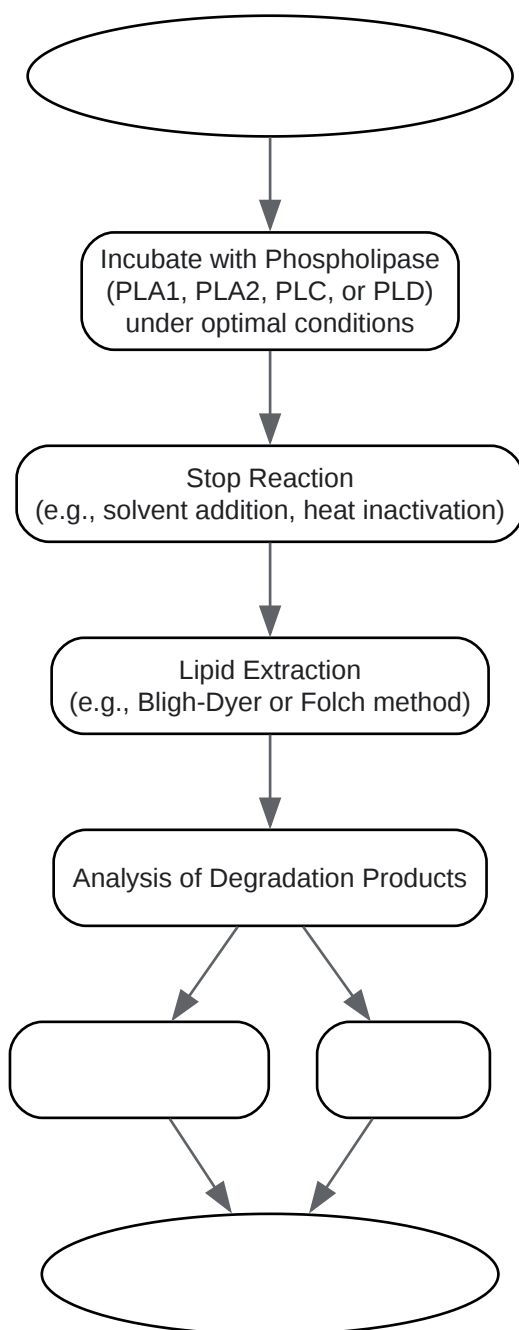 Incubate with Phospholipase
(PLA1, PLA2, PLC, or PLD)
under optimal conditions
Stop Reaction
(e.g., solvent addition, heat inactivation)
Lipid Extraction
(e.g., Bligh-Dyer or Folch method)
Analysis of Degradation Products